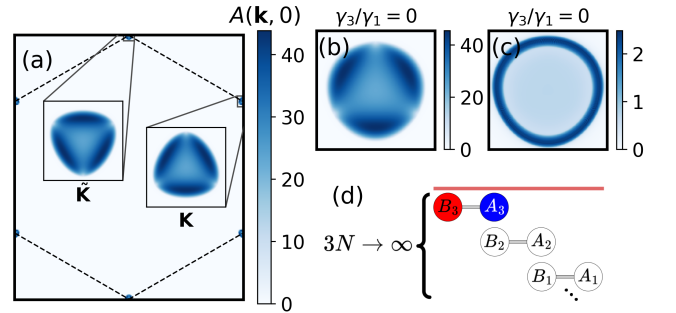 A(k, 0)
γ₃/γ₁ = 0
γ₃/γ₁ = 0
(a)
(b)
(c)
K̃
K
0
10
20
30
40
0
20
40
0
1
2
(d)
3N → ∞
B₃ A₃
B₂ A₂
B₁ A₁